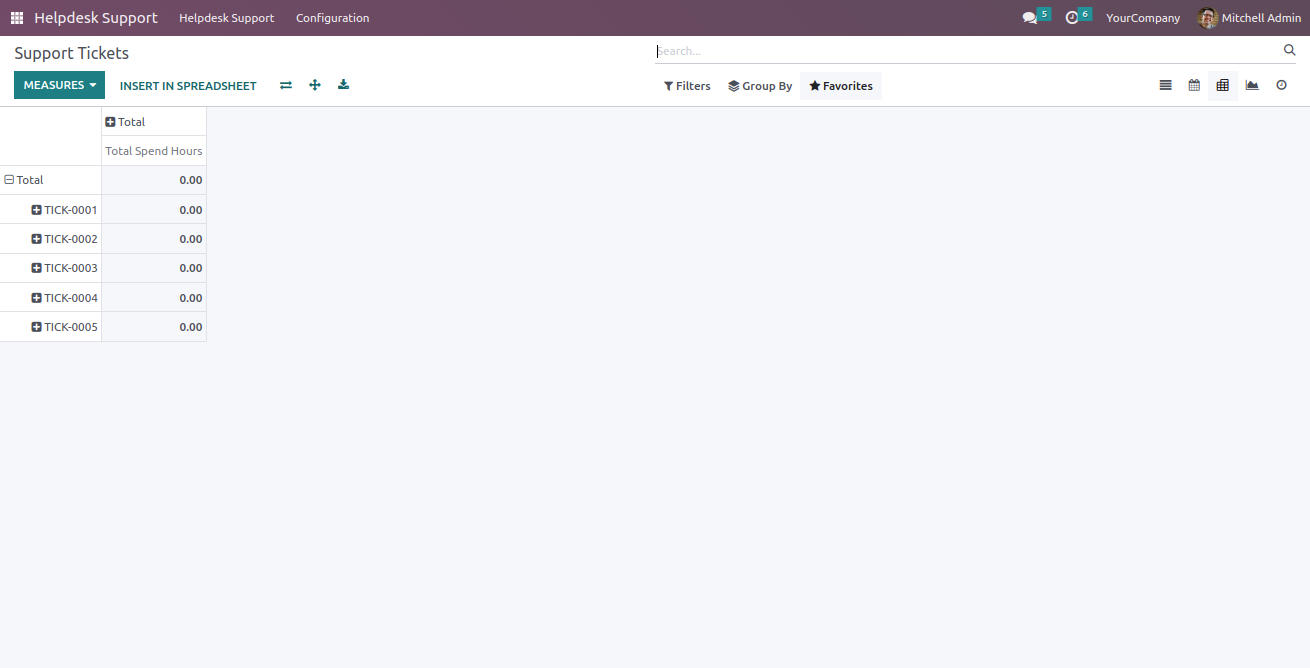 Helpdesk Support Helpdesk Support Configuration 5 6 YourCompany Mitchell Admin
Support Tickets Search...
MEASURES INSERT IN SPREADSHEET Filters Group By Favorites
Total
Total Spend Hours
Total 0.00
TICK-0001 0.00
TICK-0002 0.00
TICK-0003 0.00
TICK-0004 0.00
TICK-0005 0.00